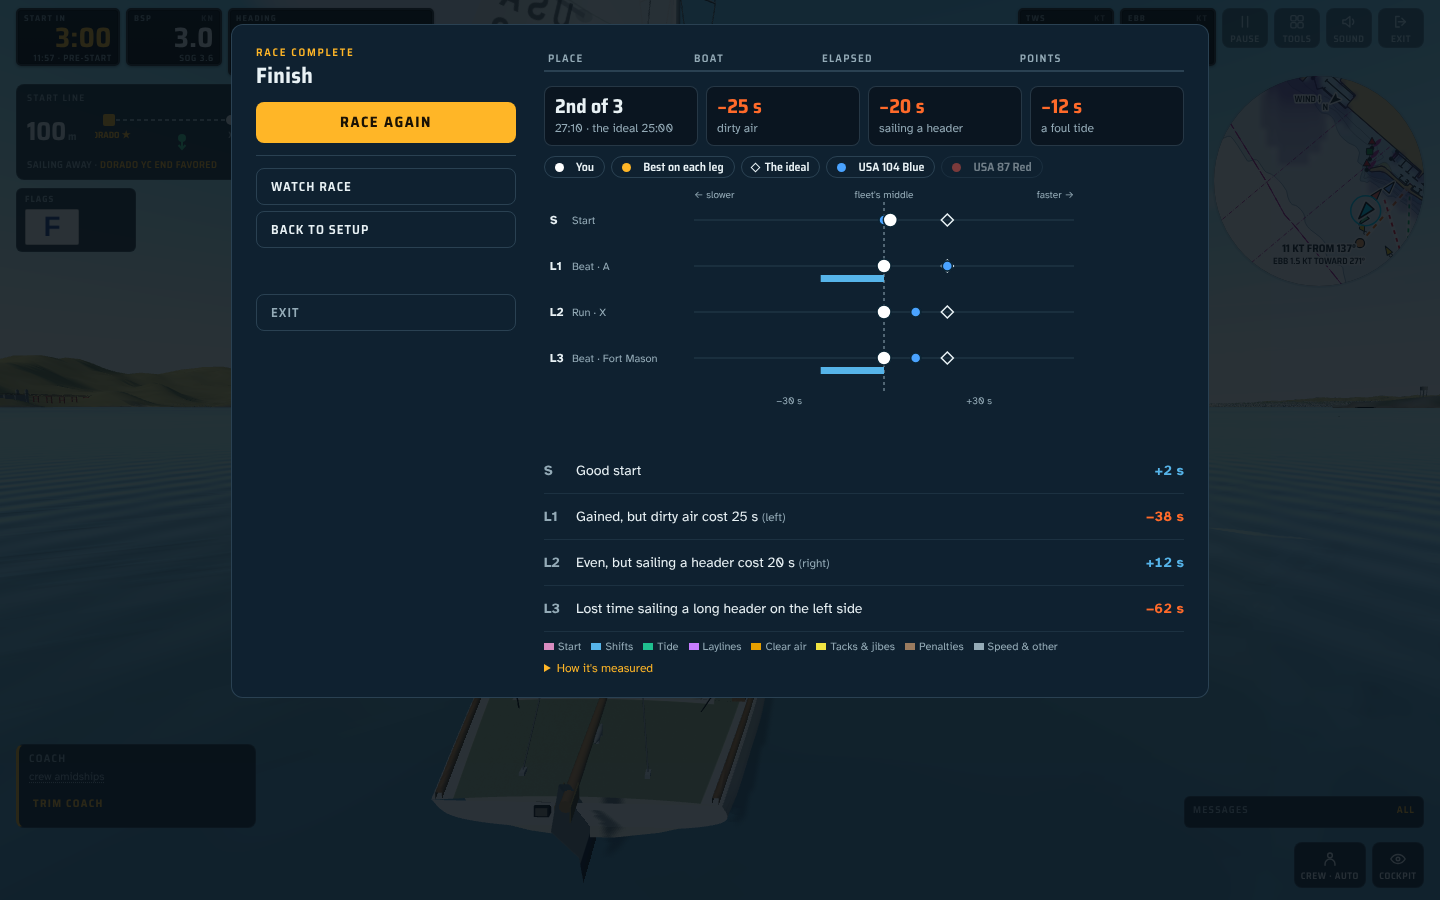 START IN
3:00
11:57 · PRE-START
BSP KN
3.0
SOG 3.6
HEADING
TWS KT
EBB KT
PAUSE
TOOLS
SOUND
EXIT
START LINE
100 m
SAILING AWAY · DORADO YC END FAVORED
FLAGS
F
WIND
N
11 KT FROM 137°
EBB 1.5 KT TOWARD 271°
RACE COMPLETE
Finish
RACE AGAIN
WATCH RACE
BACK TO SETUP
EXIT
PLACE BOAT ELAPSED POINTS
2nd of 3
27:10 · the ideal 25:00
−25 s
dirty air
−20 s
sailing a header
−12 s
a foul tide
You
Best on each leg
The ideal
USA 104 Blue
USA 87 Red
← slower fleet's middle faster →
S Start
L1 Beat · A
L2 Run · X
L3 Beat · Fort Mason
−30 s +30 s
S Good start +2 s
L1 Gained, but dirty air cost 25 s (left) −38 s
L2 Even, but sailing a header cost 20 s (right) +12 s
L3 Lost time sailing a long header on the left side −62 s
Start Shifts Tide Laylines Clear air Tacks & jibes Penalties Speed & other
▶ How it's measured
COACH
crew amidships
TRIM COACH
MESSAGES ALL
CREW · AUTO
COCKPIT